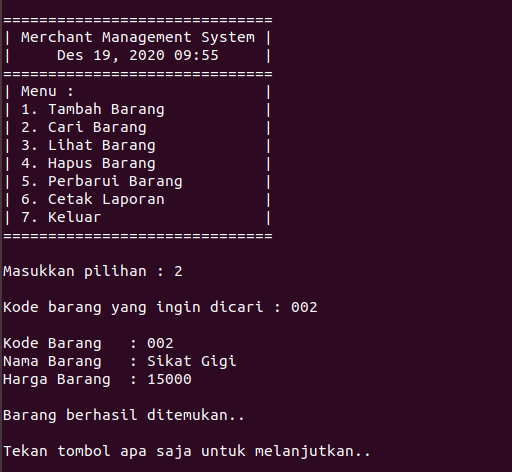 ==============================
| Merchant Management System |
|     Des 19, 2020 09:55     |
==============================
| Menu :                     |
| 1. Tambah Barang           |
| 2. Cari Barang             |
| 3. Lihat Barang            |
| 4. Hapus Barang            |
| 5. Perbarui Barang         |
| 6. Cetak Laporan           |
| 7. Keluar                  |
==============================
Masukkan pilihan : 2
Kode barang yang ingin dicari : 002
Kode Barang   : 002
Nama Barang   : Sikat Gigi
Harga Barang  : 15000
Barang berhasil ditemukan..
Tekan tombol apa saja untuk melanjutkan..